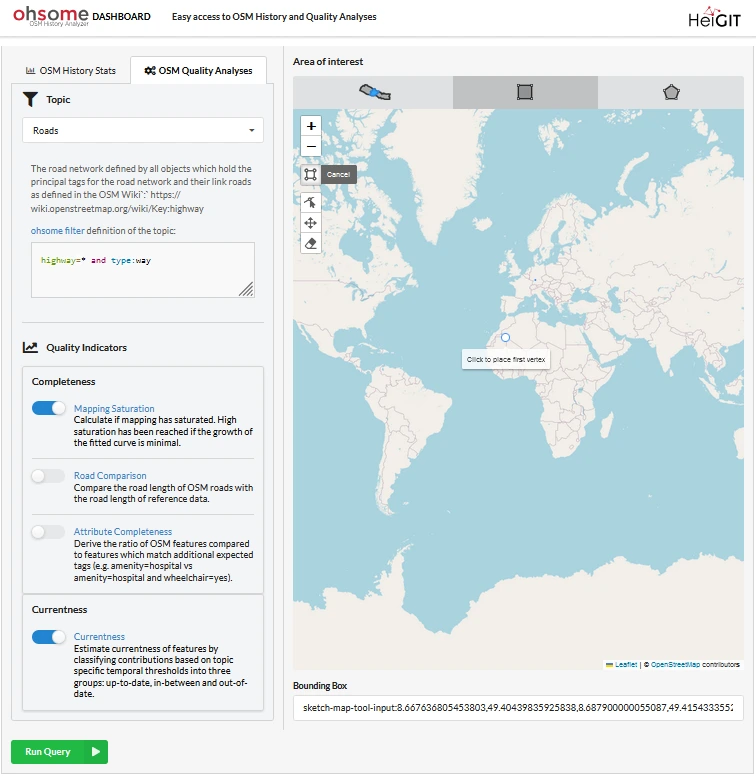 ohsome DASHBOARD
OSM History Analyzer
Easy access to OSM History and Quality Analyses
HeiGIT
OSM History Stats
OSM Quality Analyses
Topic
Roads
The road network defined by all objects which hold the
principal tags for the road network and their link roads
as defined in the OSM Wiki":" https://
wiki.openstreetmap.org/wiki/Key:highway
ohsome filter definition of the topic:
highway=* and type:way
Quality Indicators
Completeness
Mapping Saturation
Calculate if mapping has saturated. High
saturation has been reached if the growth of
the fitted curve is minimal.
Road Comparison
Compare the road length of OSM roads with
the road length of reference data.
Attribute Completeness
Derive the ratio of OSM features compared
to features which match additional expected
tags (e.g. amenity=hospital vs
amenity=hospital and wheelchair=yes).
Currentness
Currentness
Estimate currentness of features by
classifying contributions based on topic
specific temporal thresholds into three
groups: up-to-date, in-between and out-of-
date.
Run Query
Area of interest
+
−
Cancel
Click to place first vertex
Leaflet | © OpenStreetMap contributors
Bounding Box
sketch-map-tool-input:8.667636805453803,49.40439835925838,8.687900000055087,49.4154333552